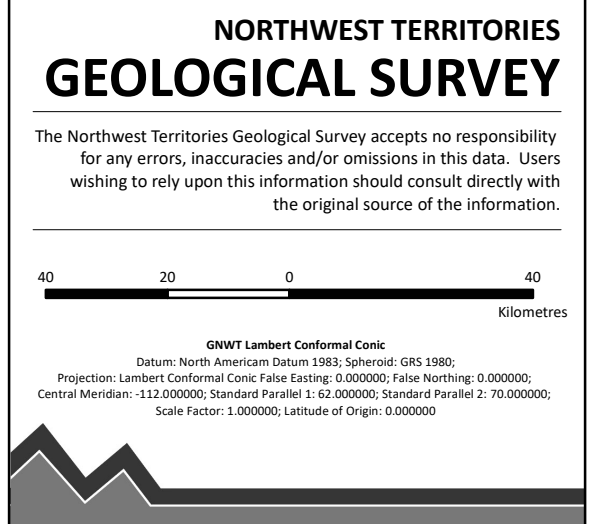 NORTHWEST TERRITORIES
GEOLOGICAL SURVEY
The Northwest Territories Geological Survey accepts no responsibility
for any errors, inaccuracies and/or omissions in this data.  Users
wishing to rely upon this information should consult directly with
the original source of the information.
40 20 0 40
Kilometres
GNWT Lambert Conformal Conic
Datum: North Americam Datum 1983; Spheroid: GRS 1980;
Projection: Lambert Conformal Conic False Easting: 0.000000; False Northing: 0.000000;
Central Meridian: -112.000000; Standard Parallel 1: 62.000000; Standard Parallel 2: 70.000000;
Scale Factor: 1.000000; Latitude of Origin: 0.000000